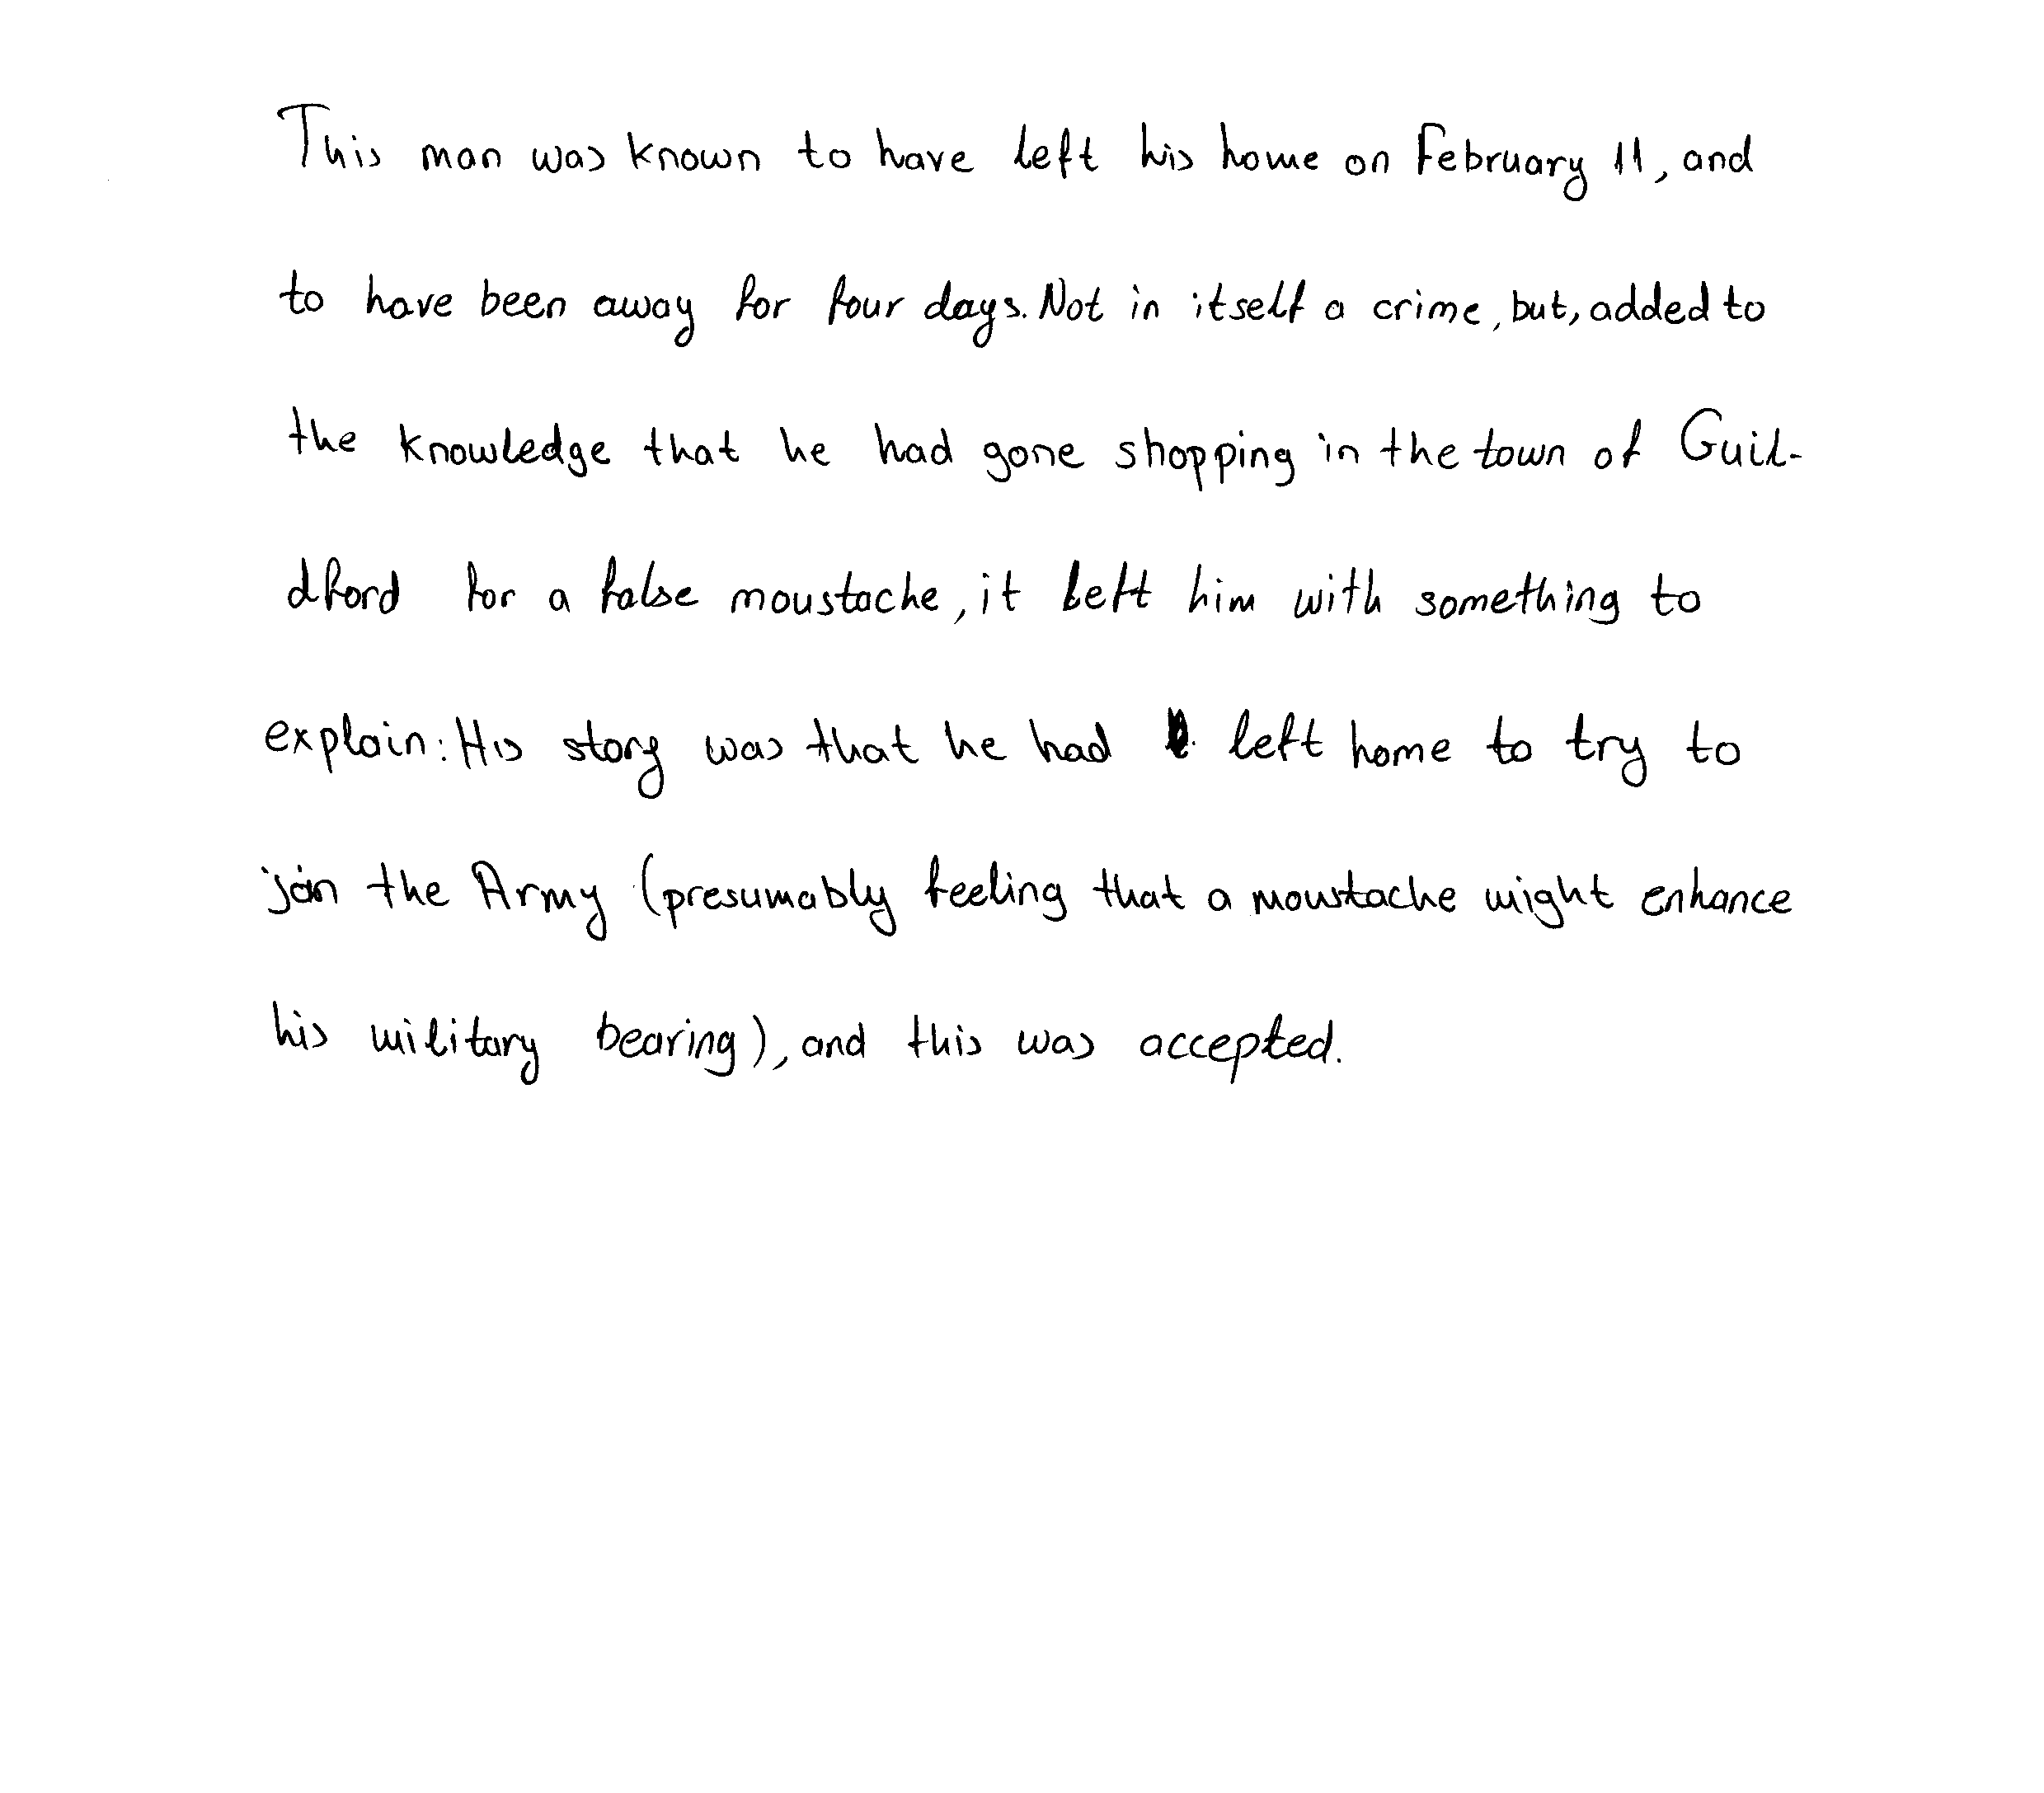 This man was known to have left his home on February 11, and
to have been away for four days. Not in itself a crime, but, added to
the knowledge that he had gone shopping in the town of Guil-
dford for a false moustache, it left him with something to
explain: His story was that he had left home to try to
join the Army (presumably feeling that a moustache might enhance
his military bearing), and this was accepted.